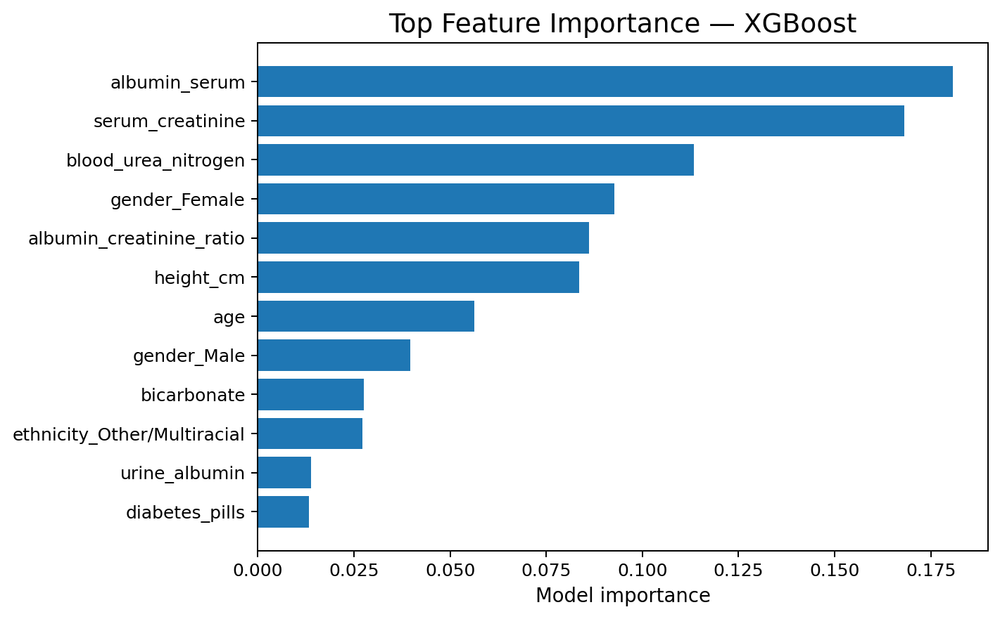 Top Feature Importance — XGBoost
albumin_serum
serum_creatinine
blood_urea_nitrogen
gender_Female
albumin_creatinine_ratio
height_cm
age
gender_Male
bicarbonate
ethnicity_Other/Multiracial
urine_albumin
diabetes_pills
0.000 0.025 0.050 0.075 0.100 0.125 0.150 0.175
Model importance